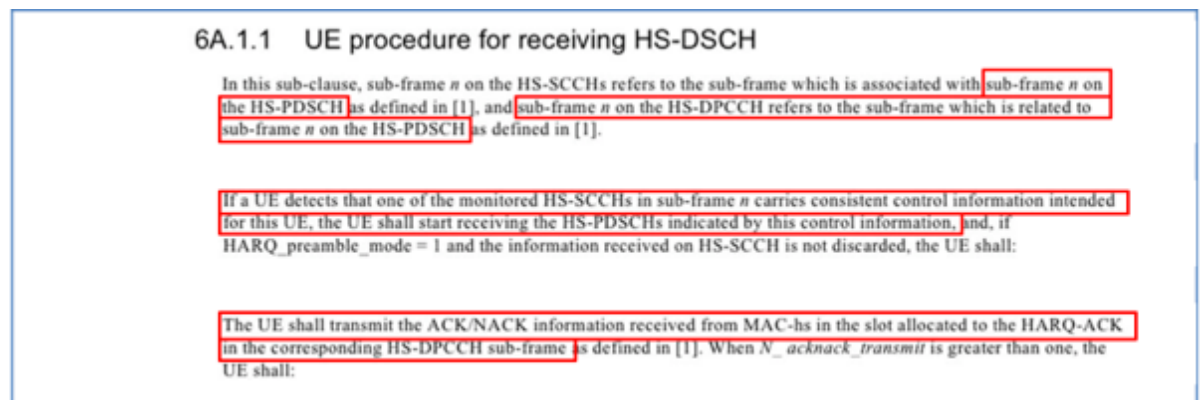 6A.1.1 UE procedure for receiving HS-DSCH
In this sub-clause, sub-frame n on the HS-SCCHs refers to the sub-frame which is associated with sub-frame n on
the HS-PDSCH as defined in [1], and sub-frame n on the HS-DPCCH refers to the sub-frame which is related to
sub-frame n on the HS-PDSCH as defined in [1].
If a UE detects that one of the monitored HS-SCCHs in sub-frame n carries consistent control information intended
for this UE, the UE shall start receiving the HS-PDSCHs indicated by this control information, and, if
HARQ_preamble_mode = 1 and the information received on HS-SCCH is not discarded, the UE shall:
The UE shall transmit the ACK/NACK information received from MAC-hs in the slot allocated to the HARQ-ACK
in the corresponding HS-DPCCH sub-frame as defined in [1]. When N_ acknack_transmit is greater than one, the
UE shall: